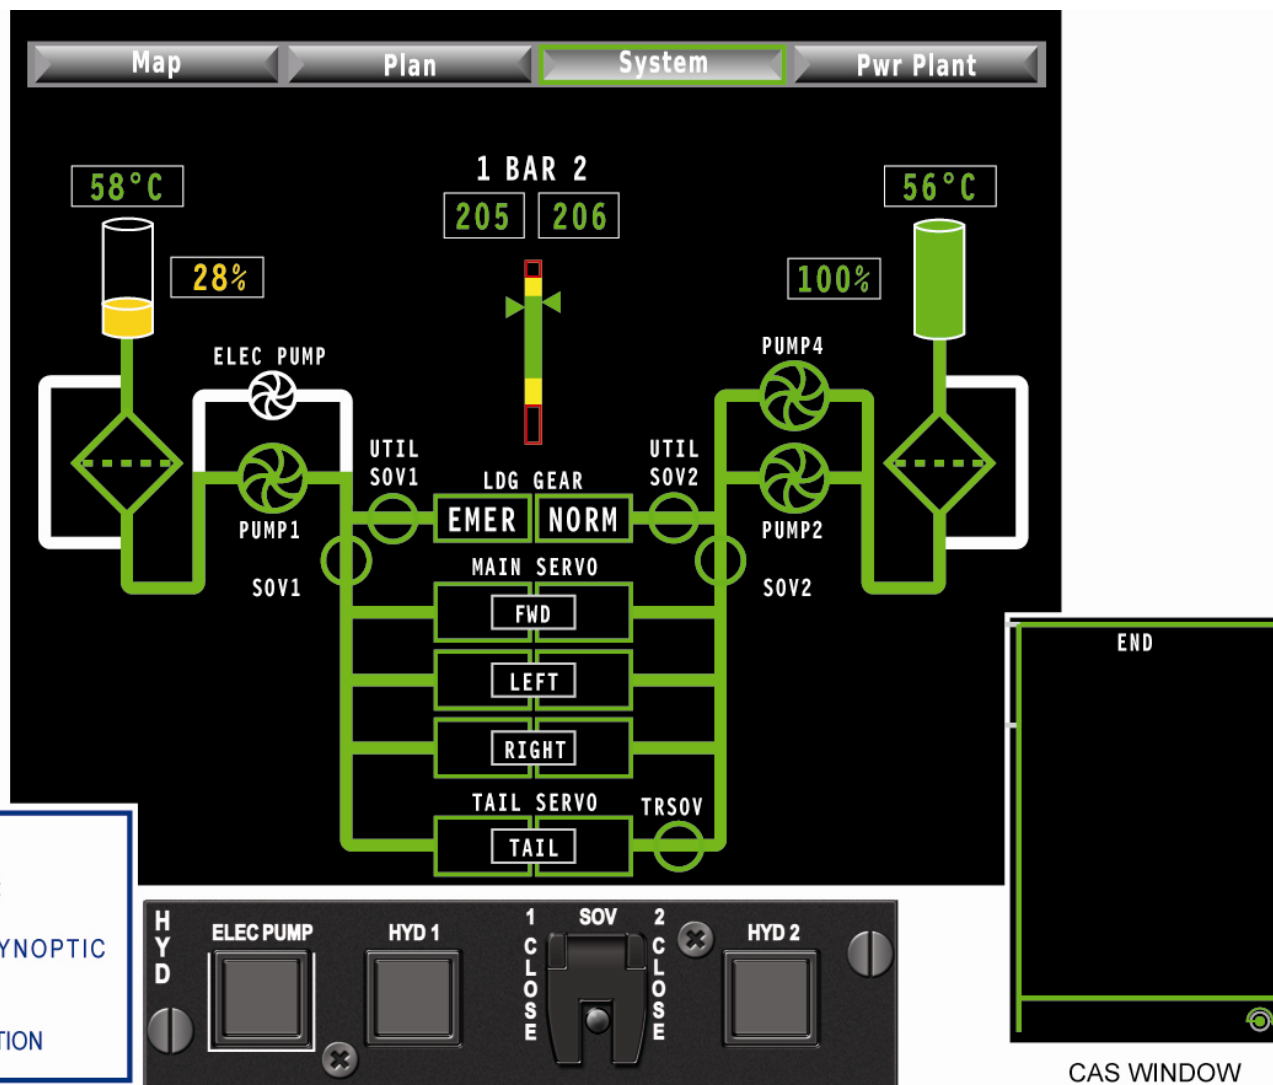 Map Plan System Pwr Plant
58°C
1 BAR 2
56°C
205 206
28%
100%
ELEC PUMP
PUMP4
UTIL
SOV1
UTIL
SOV2
LDG GEAR
EMER NORM
PUMP1
PUMP2
MAIN SERVO
SOV1
SOV2
FWD
LEFT
RIGHT
TAIL SERVO
TRSOV
TAIL
END
YNOPTIC
TION
HYD
ELEC PUMP
HYD 1
1 CLOSE
SOV
2 CLOSE
HYD 2
CAS WINDOW